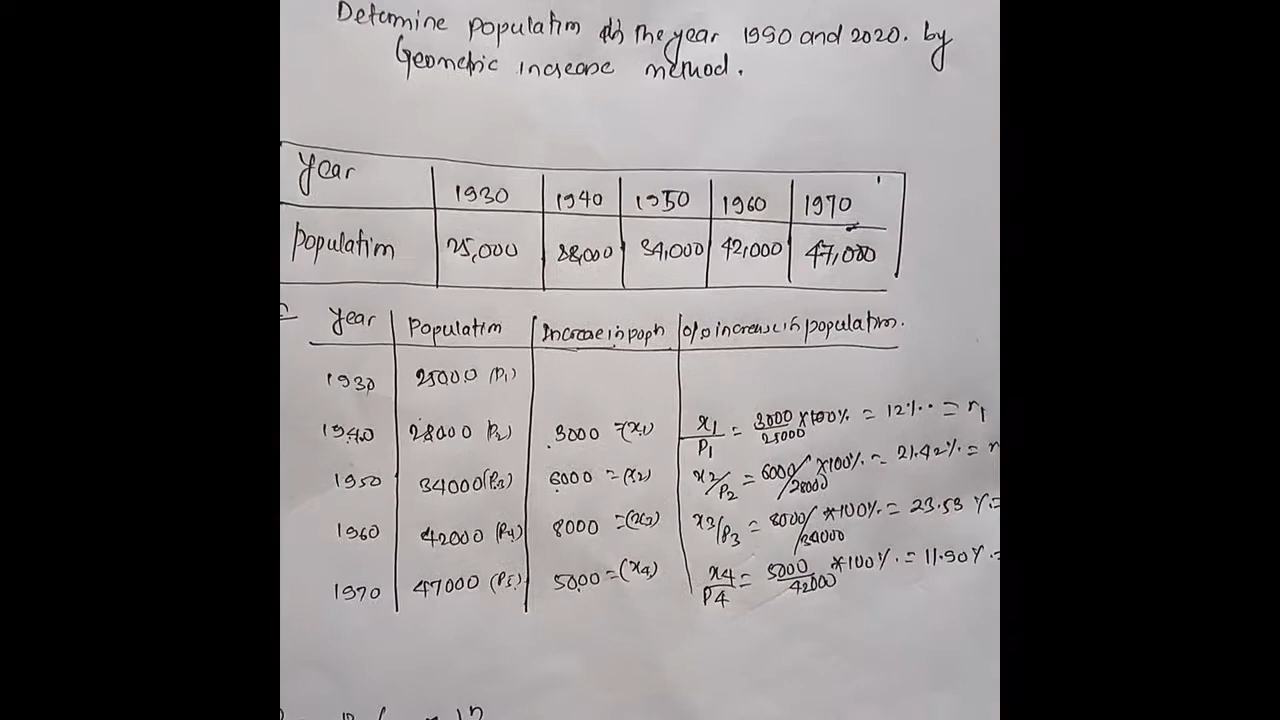 Determine population in the year 1990 and 2020. by
Geometric increase method.
year 1930 1940 1950 1960 1970
Population 25,000 28,000 34,000 42,000 47,000
year Population Increase in popn % increase in population.
1930 25000 (P1)
1940 28000 (P2) 3000 =(x1) x1/P1 = 3000/25000 x100% = 12% = r1
1950 34000 (P3) 6000 =(x2) x2/P2 = 6000/28000 x100% = 21.42% = r
1960 42000 (P4) 8000 =(x3) x3/P3 = 8000/34000 *100% = 23.53 % =
1970 47000 (P5) 5000 =(x4) x4/P4 = 5000/42000 *100% = 11.90% =